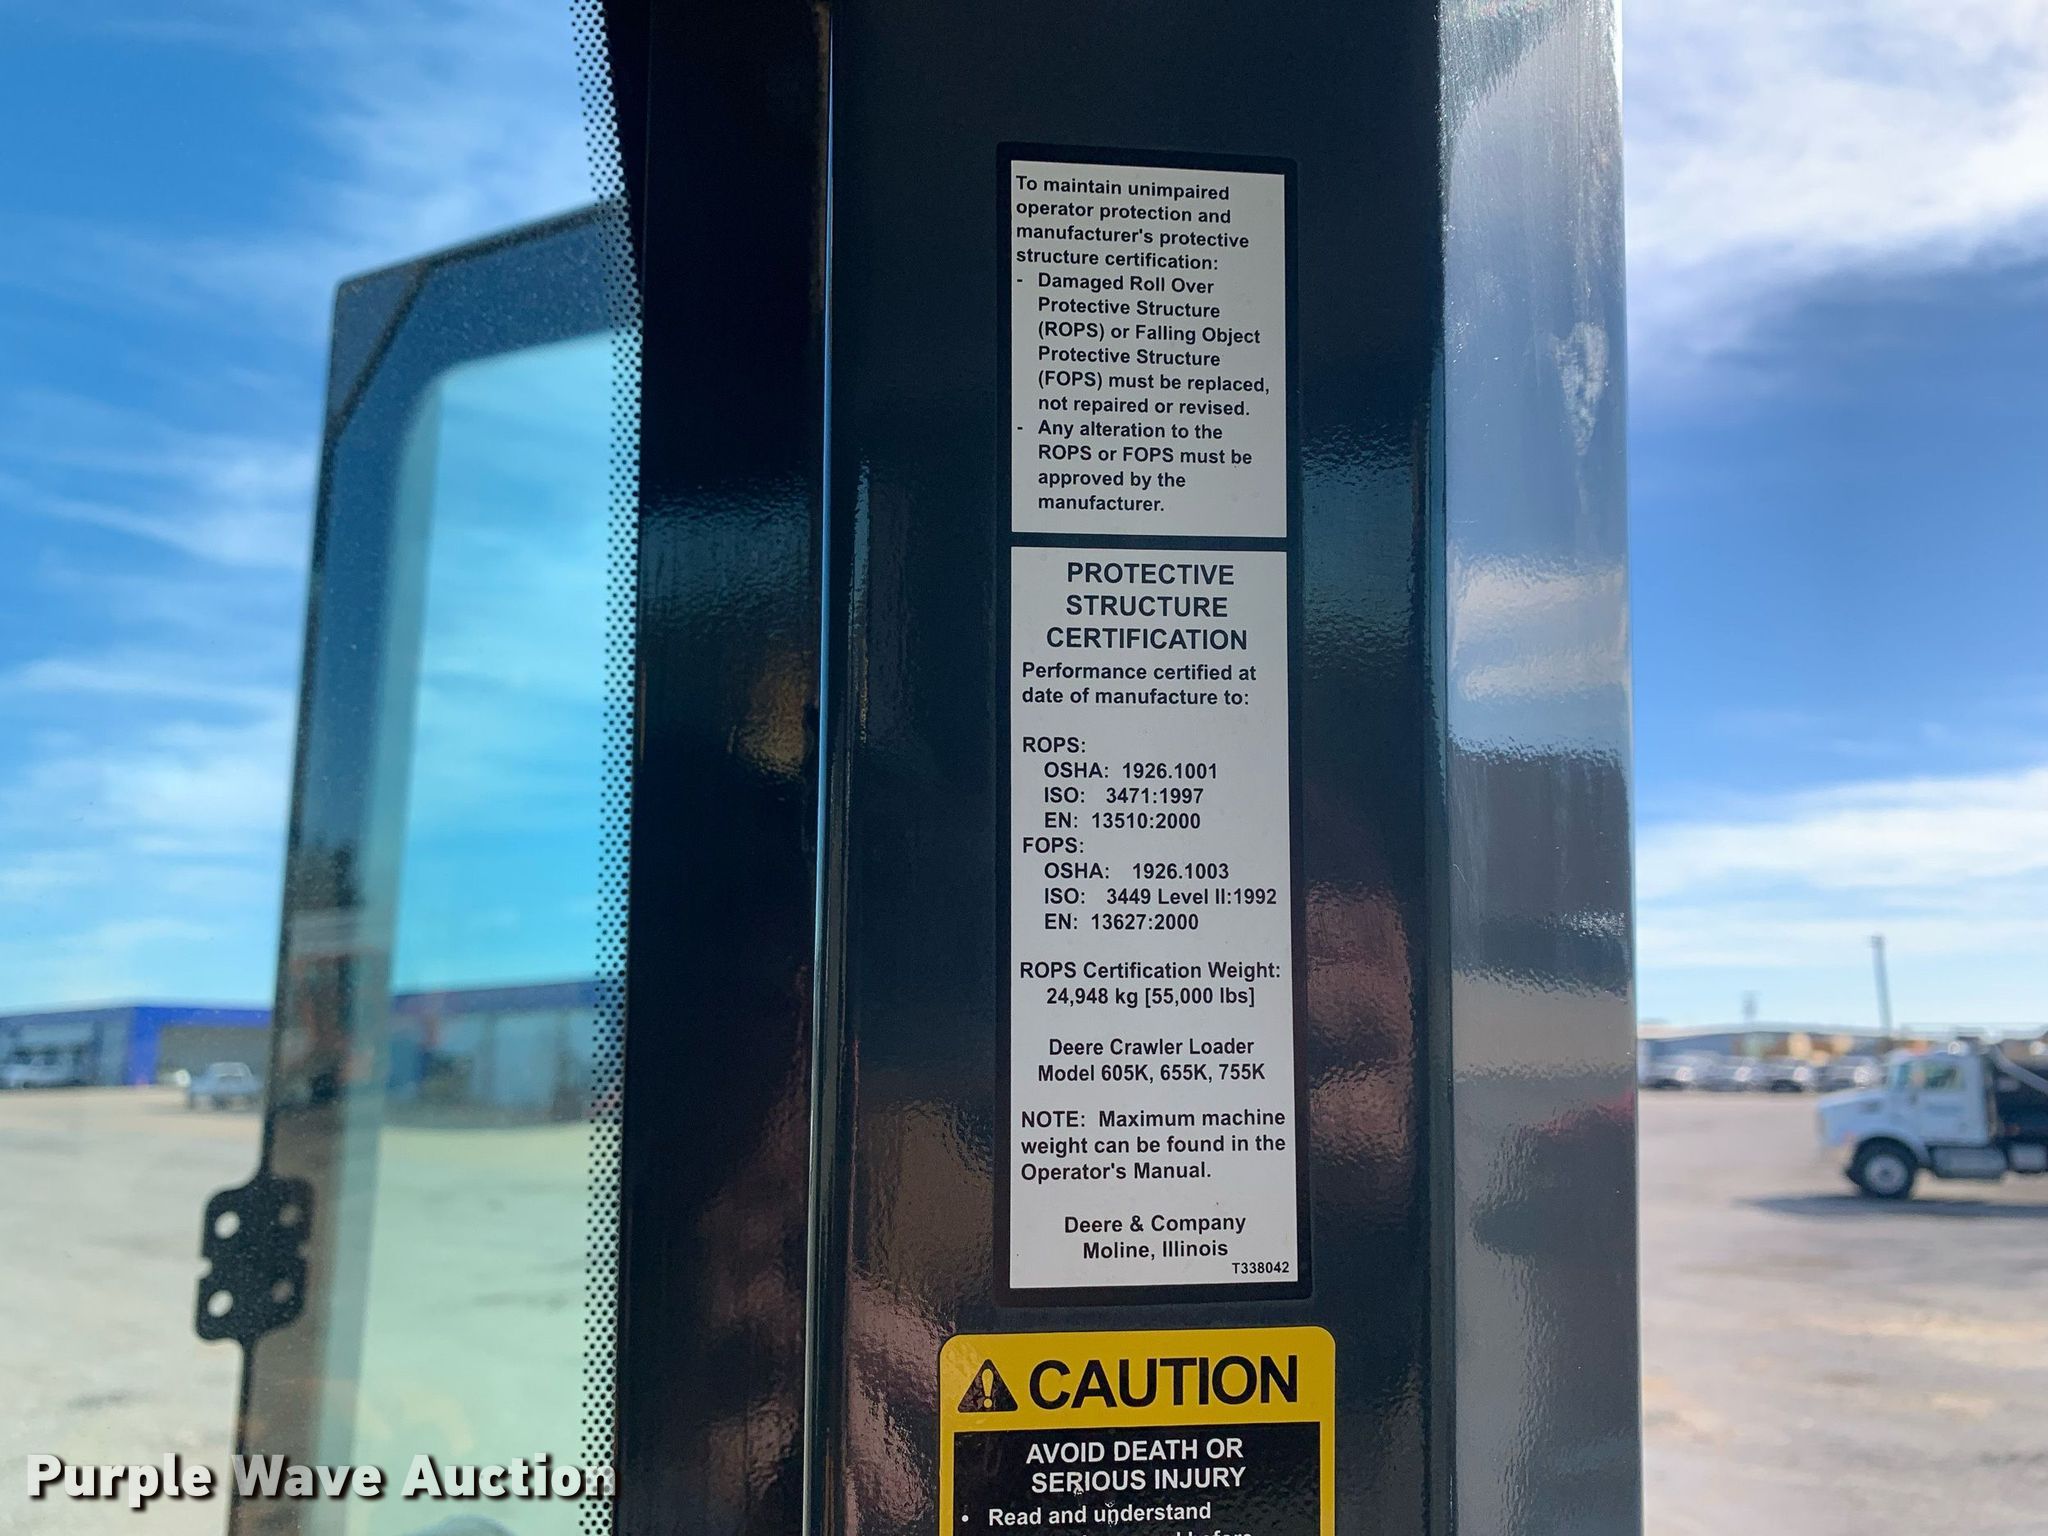 To maintain unimpaired
operator protection and
manufacturer's protective
structure certification:
- Damaged Roll Over
Protective Structure
(ROPS) or Falling Object
Protective Structure
(FOPS) must be replaced,
not repaired or revised.
- Any alteration to the
ROPS or FOPS must be
approved by the
manufacturer.
PROTECTIVE
STRUCTURE
CERTIFICATION
Performance certified at
date of manufacture to:
ROPS:
OSHA: 1926.1001
ISO: 3471:1997
EN: 13510:2000
FOPS:
OSHA: 1926.1003
ISO: 3449 Level II:1992
EN: 13627:2000
ROPS Certification Weight:
24,948 kg [55,000 lbs]
Deere Crawler Loader
Model 605K, 655K, 755K
NOTE: Maximum machine
weight can be found in the
Operator's Manual.
Deere & Company
Moline, Illinois
T338042
CAUTION
AVOID DEATH OR
SERIOUS INJURY
• Read and understand
Purple Wave Auction